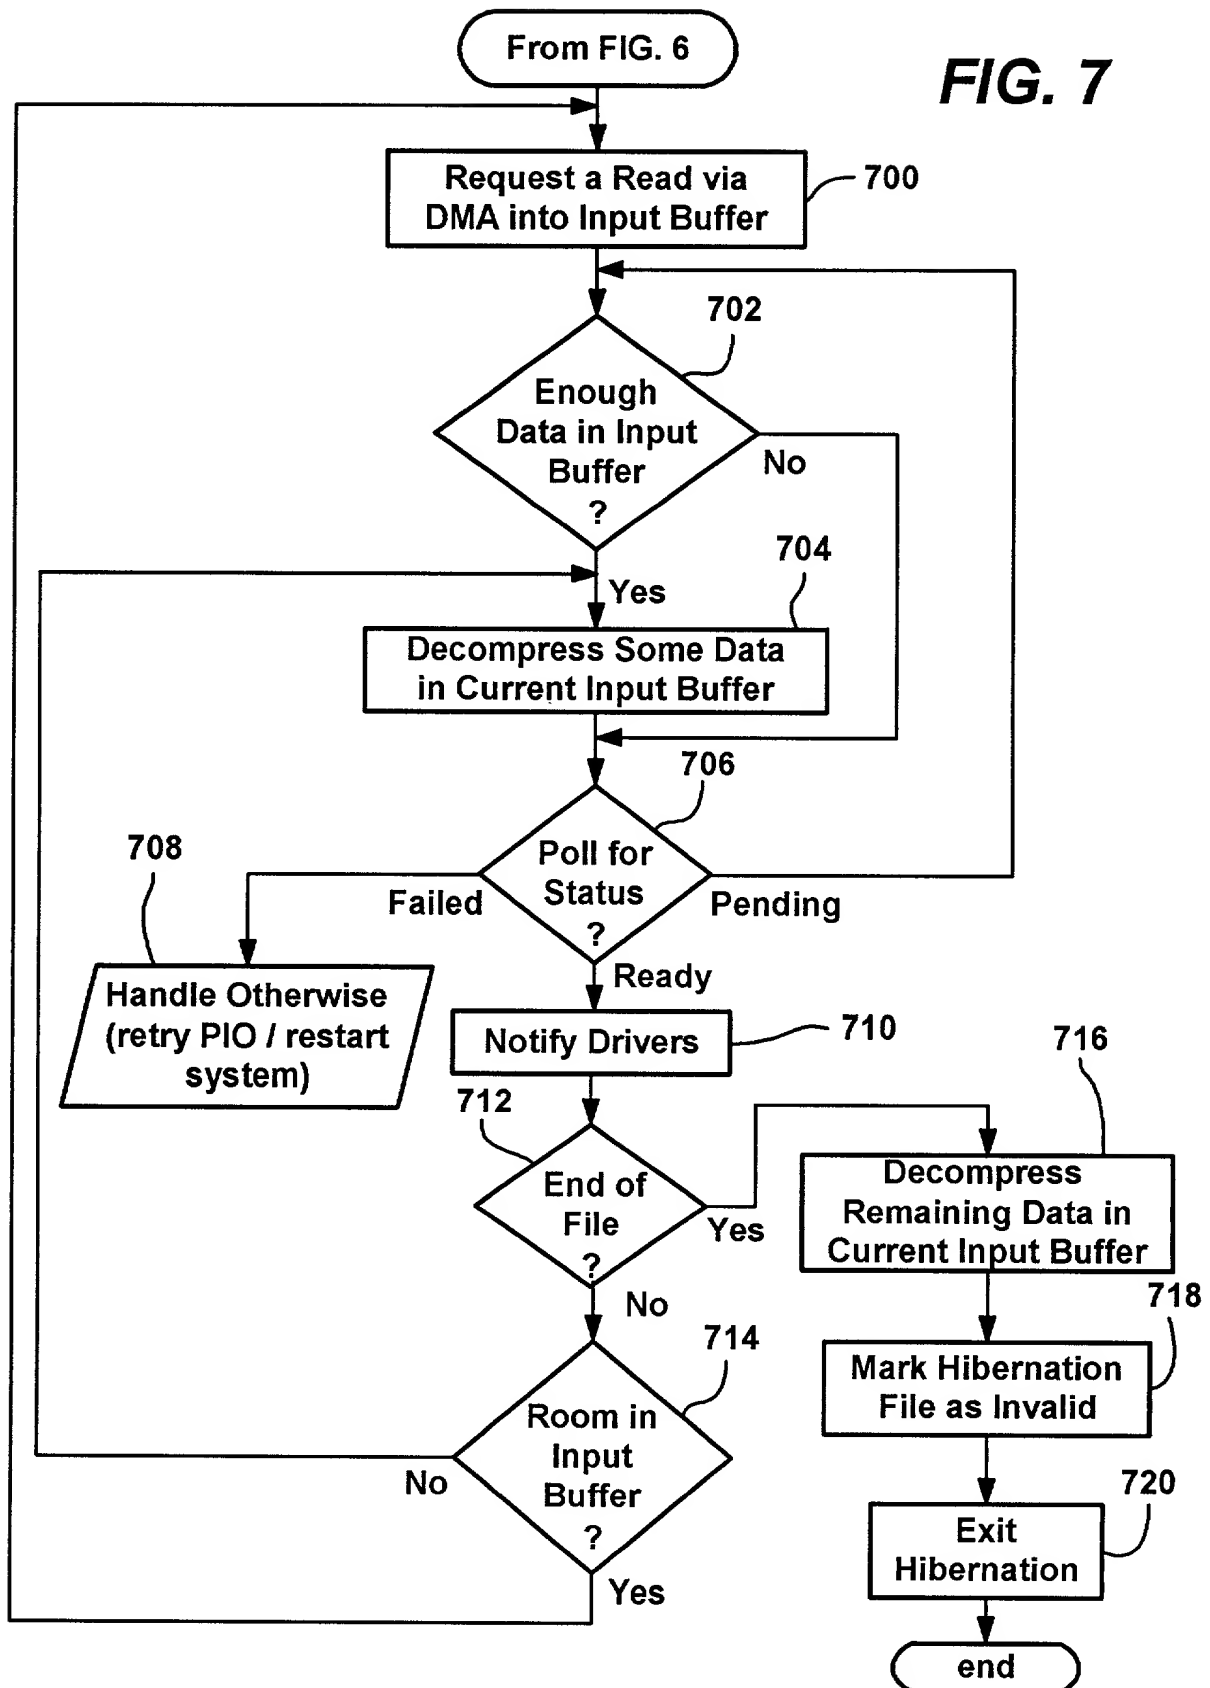 From FIG. 6
FIG. 7
Request a Read via
DMA into Input Buffer
700
702
Enough
Data in Input
Buffer
?
No
704
Yes
Decompress Some Data
in Current Input Buffer
706
Poll for
Status
?
Failed
Pending
Ready
708
Handle Otherwise
(retry PIO / restart
system)
Notify Drivers
710
712
End of
File
?
Yes
No
716
Decompress
Remaining Data in
Current Input Buffer
718
Mark Hibernation
File as Invalid
714
Room in
Input
Buffer
?
No
Yes
720
Exit
Hibernation
end